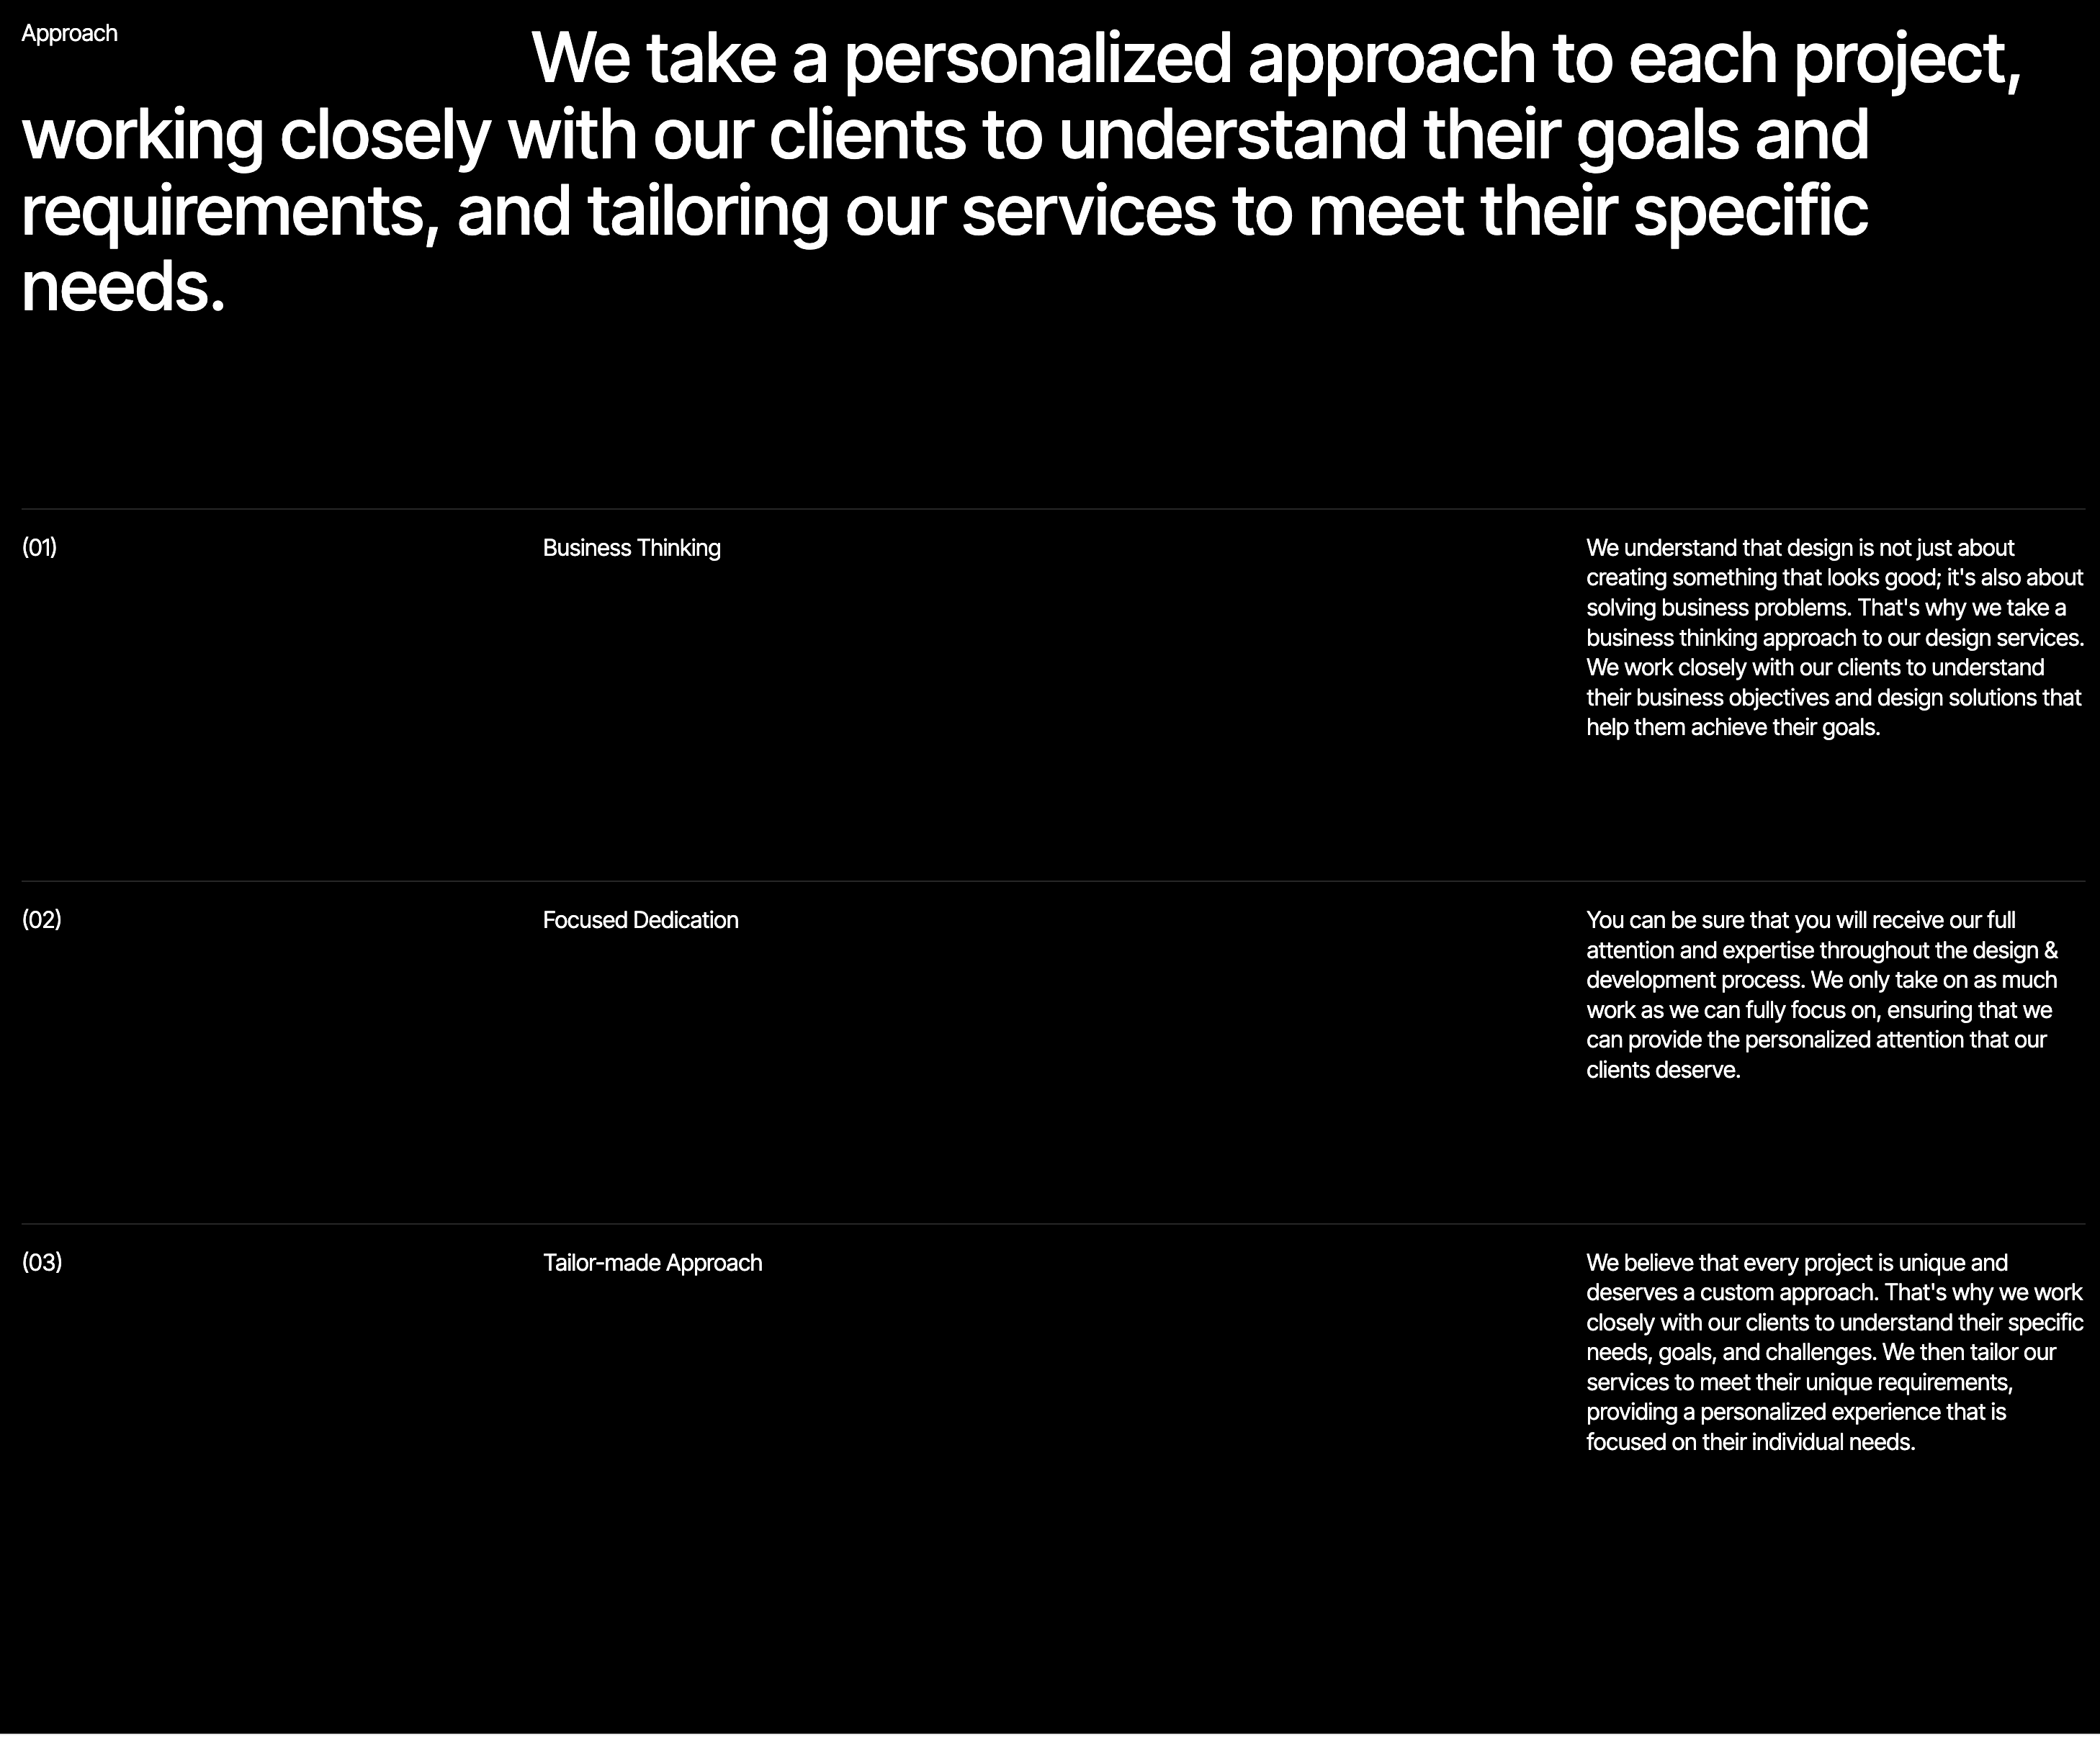 Approach
We take a personalized approach to each project,
working closely with our clients to understand their goals and
requirements, and tailoring our services to meet their specific
needs.
(01)
Business Thinking
We understand that design is not just about
creating something that looks good; it's also about
solving business problems. That's why we take a
business thinking approach to our design services.
We work closely with our clients to understand
their business objectives and design solutions that
help them achieve their goals.
(02)
Focused Dedication
You can be sure that you will receive our full
attention and expertise throughout the design &
development process. We only take on as much
work as we can fully focus on, ensuring that we
can provide the personalized attention that our
clients deserve.
(03)
Tailor-made Approach
We believe that every project is unique and
deserves a custom approach. That's why we work
closely with our clients to understand their specific
needs, goals, and challenges. We then tailor our
services to meet their unique requirements,
providing a personalized experience that is
focused on their individual needs.